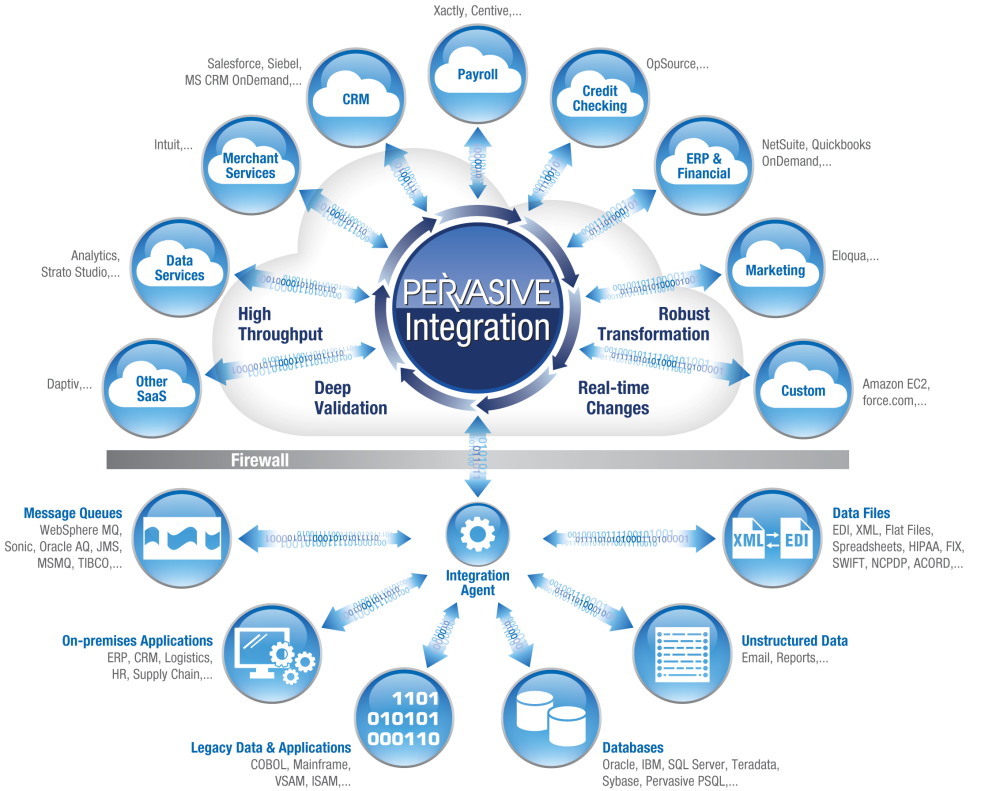 Xactly, Centive,...
Payroll
Salesforce, Siebel,
MS CRM OnDemand,...
CRM
OpSource,...
Credit
Checking
Intuit,...
Merchant
Services
NetSuite, Quickbooks
OnDemand,...
ERP &
Financial
Analytics,
Strato Studio,...
Data
Services
Eloqua,...
Marketing
Daptiv,...
Other
SaaS
Amazon EC2,
force.com,...
Custom
PERVASIVE
Integration
High
Throughput
Robust
Transformation
Deep
Validation
Real-time
Changes
Firewall
Message Queues
WebSphere MQ,
Sonic, Oracle AQ, JMS,
MSMQ, TIBCO,...
Integration
Agent
XML
EDI
Data Files
EDI, XML, Flat Files,
Spreadsheets, HIPAA, FIX,
SWIFT, NCPDP, ACORD,...
On-premises Applications
ERP, CRM, Logistics,
HR, Supply Chain,...
Unstructured Data
Email, Reports,...
1101
010101
000110
Legacy Data & Applications
COBOL, Mainframe,
VSAM, ISAM,...
Databases
Oracle, IBM, SQL Server, Teradata,
Sybase, Pervasive PSQL,...